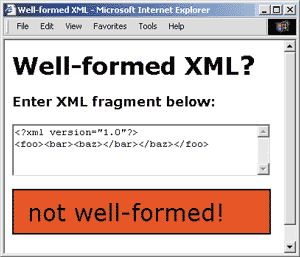 Well-formed XML - Microsoft Internet Explorer
File Edit View Favorites Tools Help
Well-formed XML?
Enter XML fragment below:
<?xml version="1.0"?>
<foo><bar><baz></bar></baz></foo>
not well-formed!